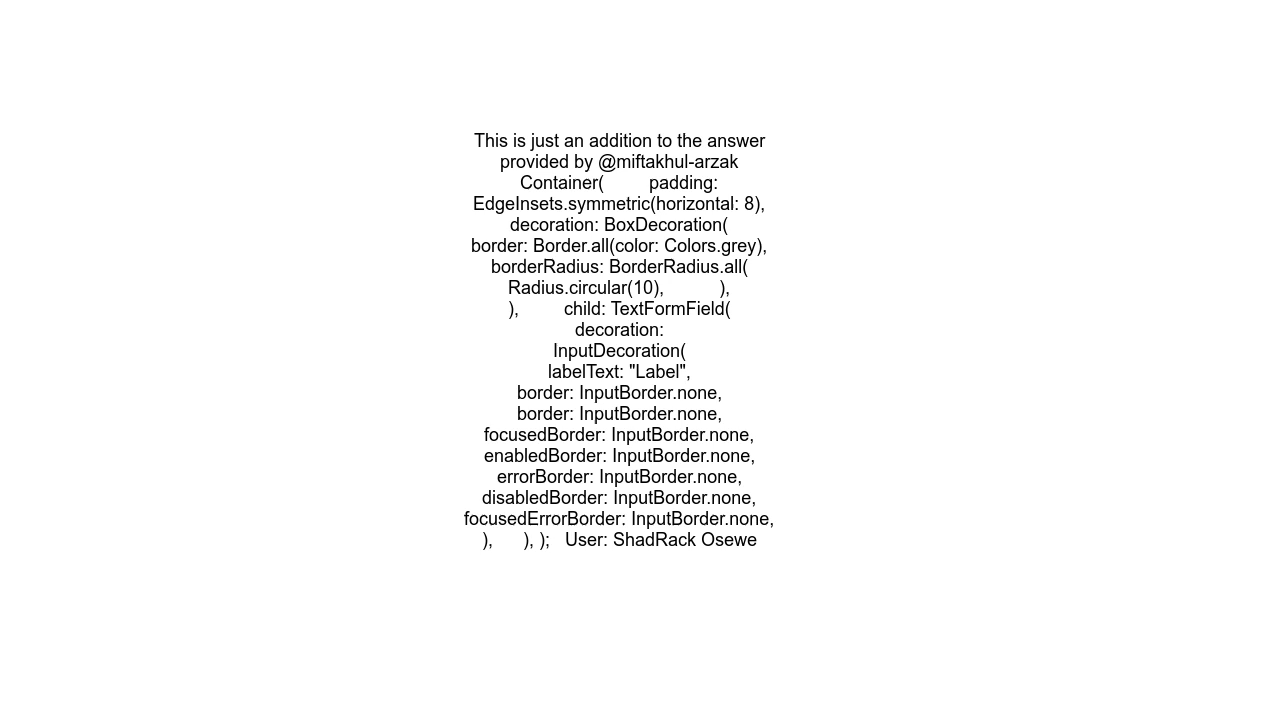 This is just an addition to the answer
provided by @miftakhul-arzak
Container(         padding:
EdgeInsets.symmetric(horizontal: 8),
decoration: BoxDecoration(
border: Border.all(color: Colors.grey),
borderRadius: BorderRadius.all(
Radius.circular(10),           ),
),         child: TextFormField(
decoration:
InputDecoration(
labelText: "Label",
border: InputBorder.none,
border: InputBorder.none,
focusedBorder: InputBorder.none,
enabledBorder: InputBorder.none,
errorBorder: InputBorder.none,
disabledBorder: InputBorder.none,
focusedErrorBorder: InputBorder.none,
),      ), );   User: ShadRack Osewe